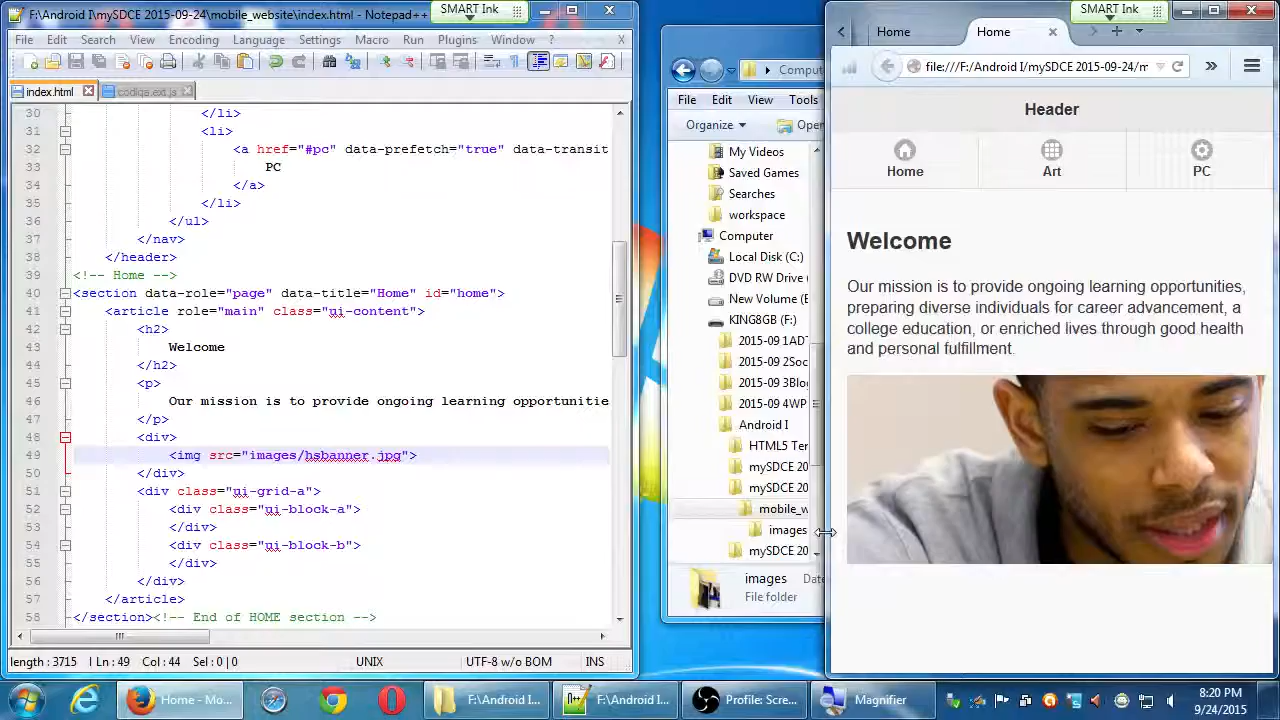 F:\Android I\mySDCE 2015-09-24\mobile_website\index.html - Notepad++
SMART Ink
File Edit Search View Encoding Language Settings Macro Run Plugins Window ? X
index.html codiqa.ext.js
30 </li>
31 <li>
32 <a href="#pc" data-prefetch="true" data-transit
33 PC
34 </a>
35 </li>
36 </ul>
37 </nav>
38 </header>
39 <!-- Home -->
40 <section data-role="page" data-title="Home" id="home">
41 <article role="main" class="ui-content">
42 <h2>
43 Welcome
44 </h2>
45 <p>
46 Our mission is to provide ongoing learning opportunitie
47 </p>
48 <div>
49 <img src="images/hsbanner.jpg">
50 </div>
51 <div class="ui-grid-a">
52 <div class="ui-block-a">
53 </div>
54 <div class="ui-block-b">
55 </div>
56 </div>
57 </article>
58 </section><!-- End of HOME section -->
length : 3715 l Ln : 49 Col : 44 Sel : 0 | 0 UNIX UTF-8 w/o BOM INS
Comput
File Edit View Tools
Organize Open
My Videos
Saved Games
Searches
workspace
Computer
Local Disk (C:)
DVD RW Drive (
New Volume (E
KING8GB (F:)
2015-09 1AD
2015-09 2Soc
2015-09 3Blo
2015-09 4WP
Android I
HTML5 Ter
mySDCE 20
mySDCE 20
mobile_w
images
mySDCE 20
images Date
File folder
SMART Ink
Home Home
file:///F:/Android I/mySDCE 2015-09-24/m
Header
Home Art PC
Welcome
Our mission is to provide ongoing learning opportunities,
preparing diverse individuals for career advancement, a
college education, or enriched lives through good health
and personal fulfillment.
Home - Mo... F:\Android I... F:\Android I... Profile: Scre... Magnifier
8:20 PM
9/24/2015